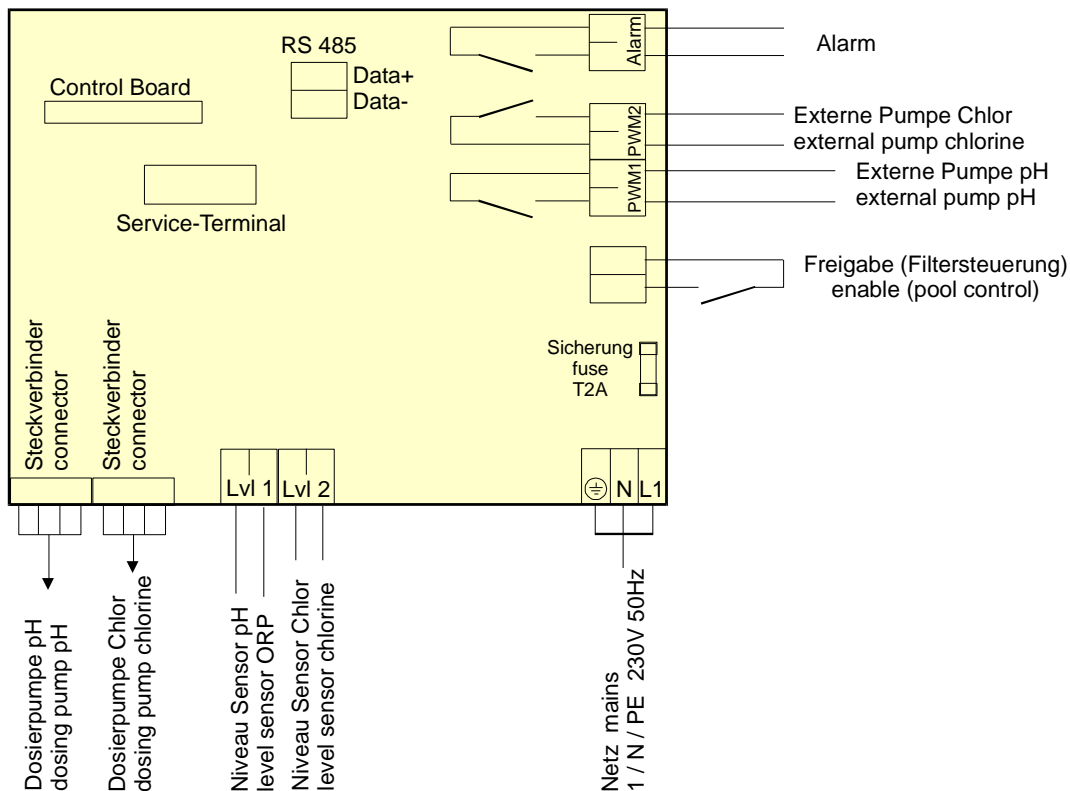 RS 485
Data+
Data-
Control Board
Service-Terminal
Alarm
Alarm
PWM2
Externe Pumpe Chlor
external pump chlorine
PWM1
Externe Pumpe pH
external pump pH
Freigabe (Filtersteuerung)
enable (pool control)
Sicherung
fuse
T2A
Steckverbinder
connector
Steckverbinder
connector
Lvl 1
Lvl 2
N
L1
Dosierpumpe pH
dosing pump pH
Dosierpumpe Chlor
dosing pump chlorine
Niveau Sensor pH
level sensor ORP
Niveau Sensor Chlor
level sensor chlorine
Netz mains
1 / N / PE 230V 50Hz